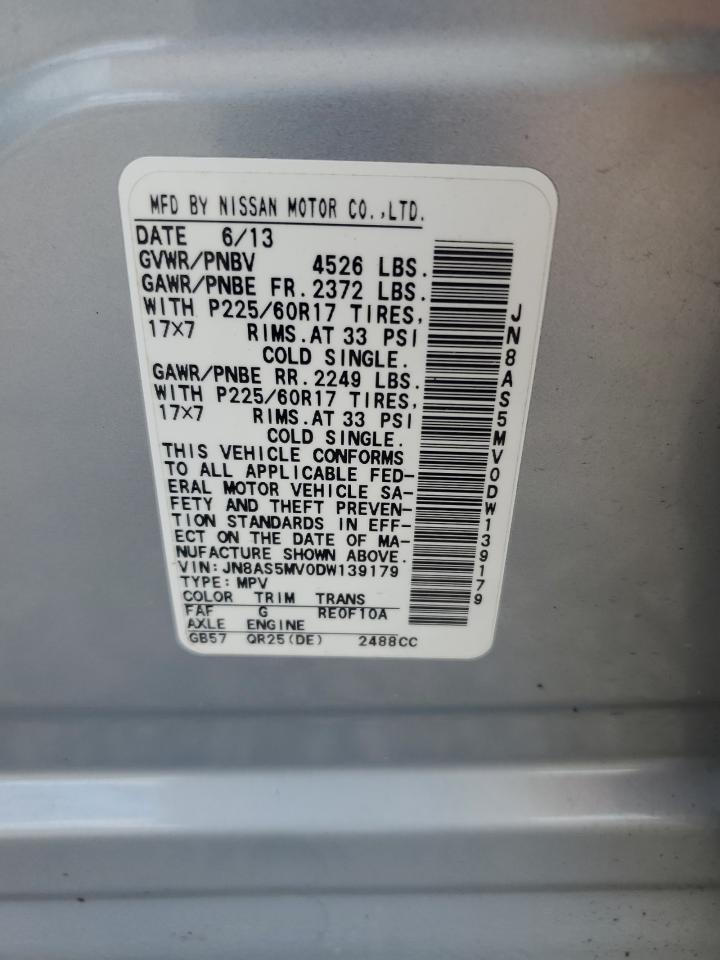 MFD BY NISSAN MOTOR CO.,LTD.
DATE 6/13
GVWR/PNBV 4526 LBS.
GAWR/PNBE FR. 2372 LBS.
WITH P225/60R17 TIRES,
17×7 RIMS.AT 33 PSI
COLD SINGLE.
GAWR/PNBE RR. 2249 LBS.
WITH P225/60R17 TIRES,
17×7 RIMS.AT 33 PSI
COLD SINGLE.
THIS VEHICLE CONFORMS
TO ALL APPLICABLE FED-
ERAL MOTOR VEHICLE SA-
FETY AND THEFT PREVEN-
TION STANDARDS IN EFF-
ECT ON THE DATE OF MA-
NUFACTURE SHOWN ABOVE.
VIN: JN8AS5MV0DW139179
TYPE: MPV
COLOR TRIM TRANS
FAF G RE0F10A
AXLE ENGINE
GB57 QR25(DE) 2488CC
JN8AS5MV0DW139179